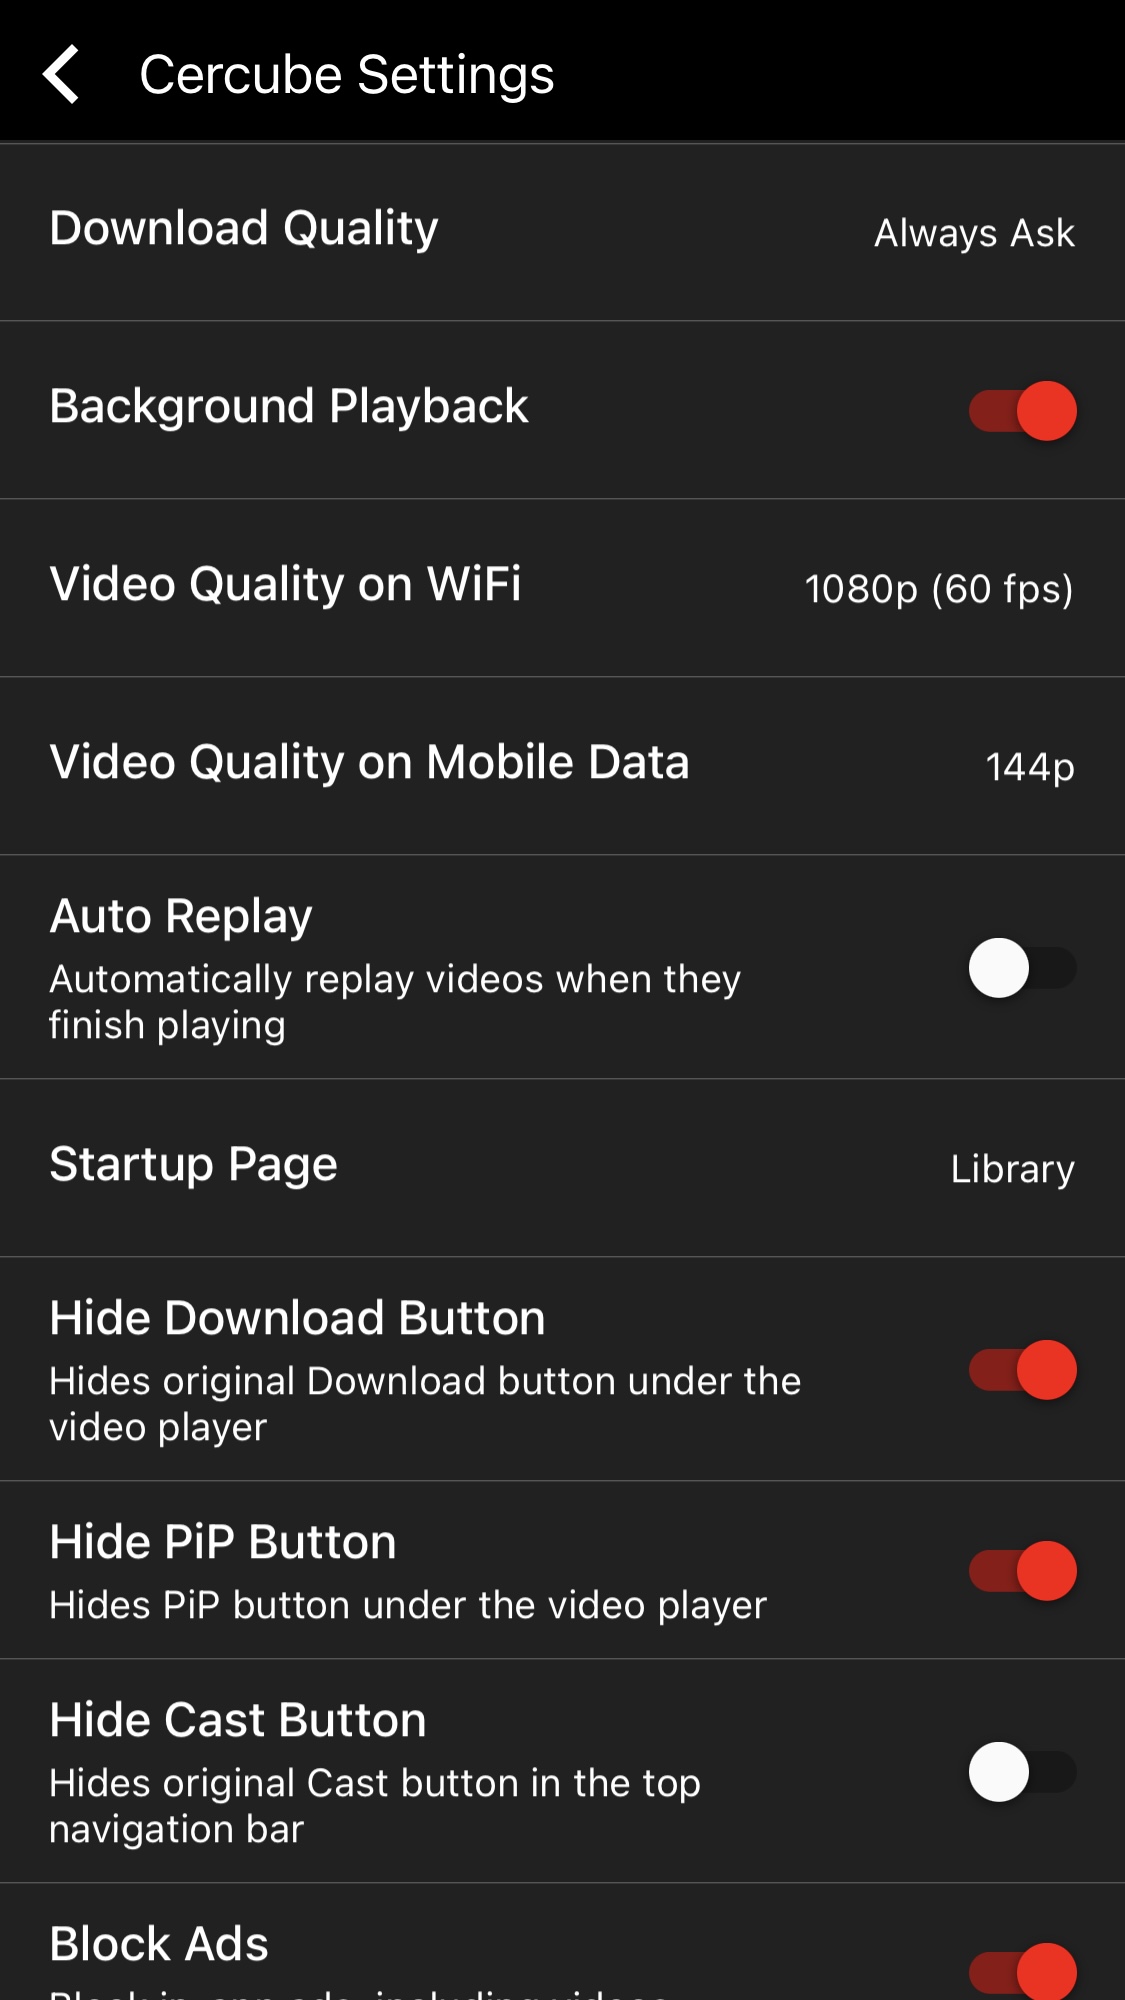 Cercube Settings
Download Quality
Always Ask
Background Playback
Video Quality on WiFi
1080p (60 fps)
Video Quality on Mobile Data
144p
Auto Replay
Automatically replay videos when they
finish playing
Startup Page
Library
Hide Download Button
Hides original Download button under the
video player
Hide PiP Button
Hides PiP button under the video player
Hide Cast Button
Hides original Cast button in the top
navigation bar
Block Ads